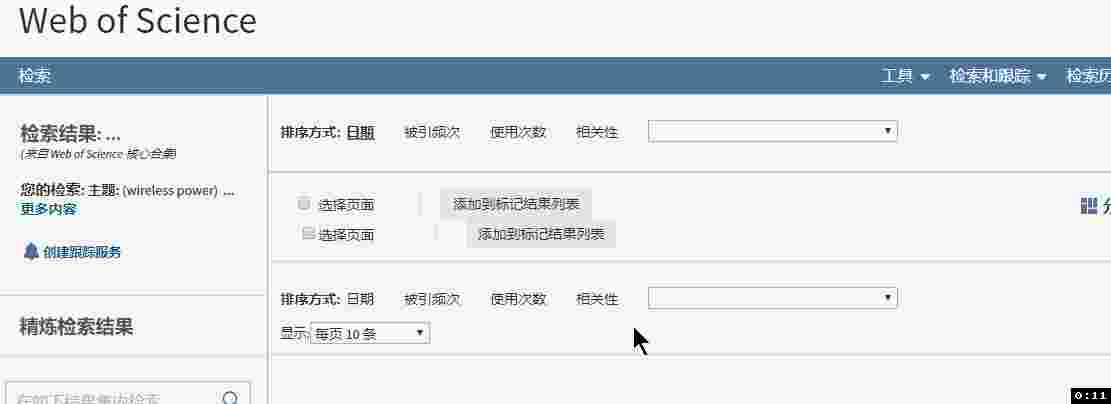 Web of Science
检索 工具 检索和跟踪 检索历
检索结果: ...
(来自 Web of Science 核心合集)
您的检索: 主题: (wireless power) ...
更多内容
创建跟踪服务
精炼检索结果
在如下结果集内检索
排序方式: 日期 被引频次 使用次数 相关性
选择页面 添加到标记结果列表
选择页面 添加到标记结果列表
分
排序方式: 日期 被引频次 使用次数 相关性
显示: 每页 10 条
0:11